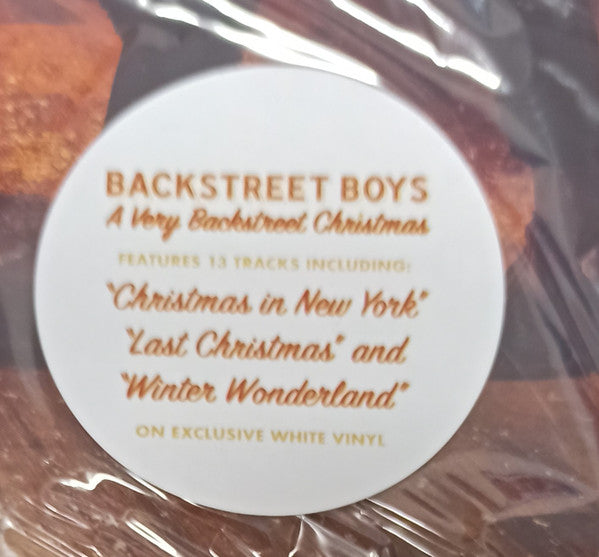 BACKSTREET BOYS
A Very Backstreet Christmas
FEATURES 13 TRACKS INCLUDING:
"Christmas in New York"
"Last Christmas" and
"Winter Wonderland"
ON EXCLUSIVE WHITE VINYL